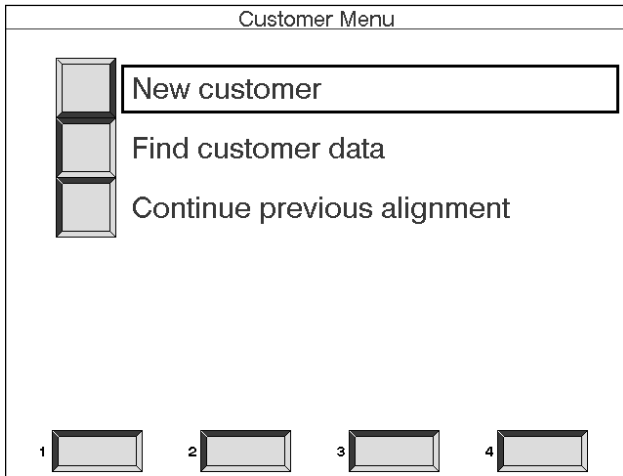 Customer Menu
New customer
Find customer data
Continue previous alignment
1 2 3 4